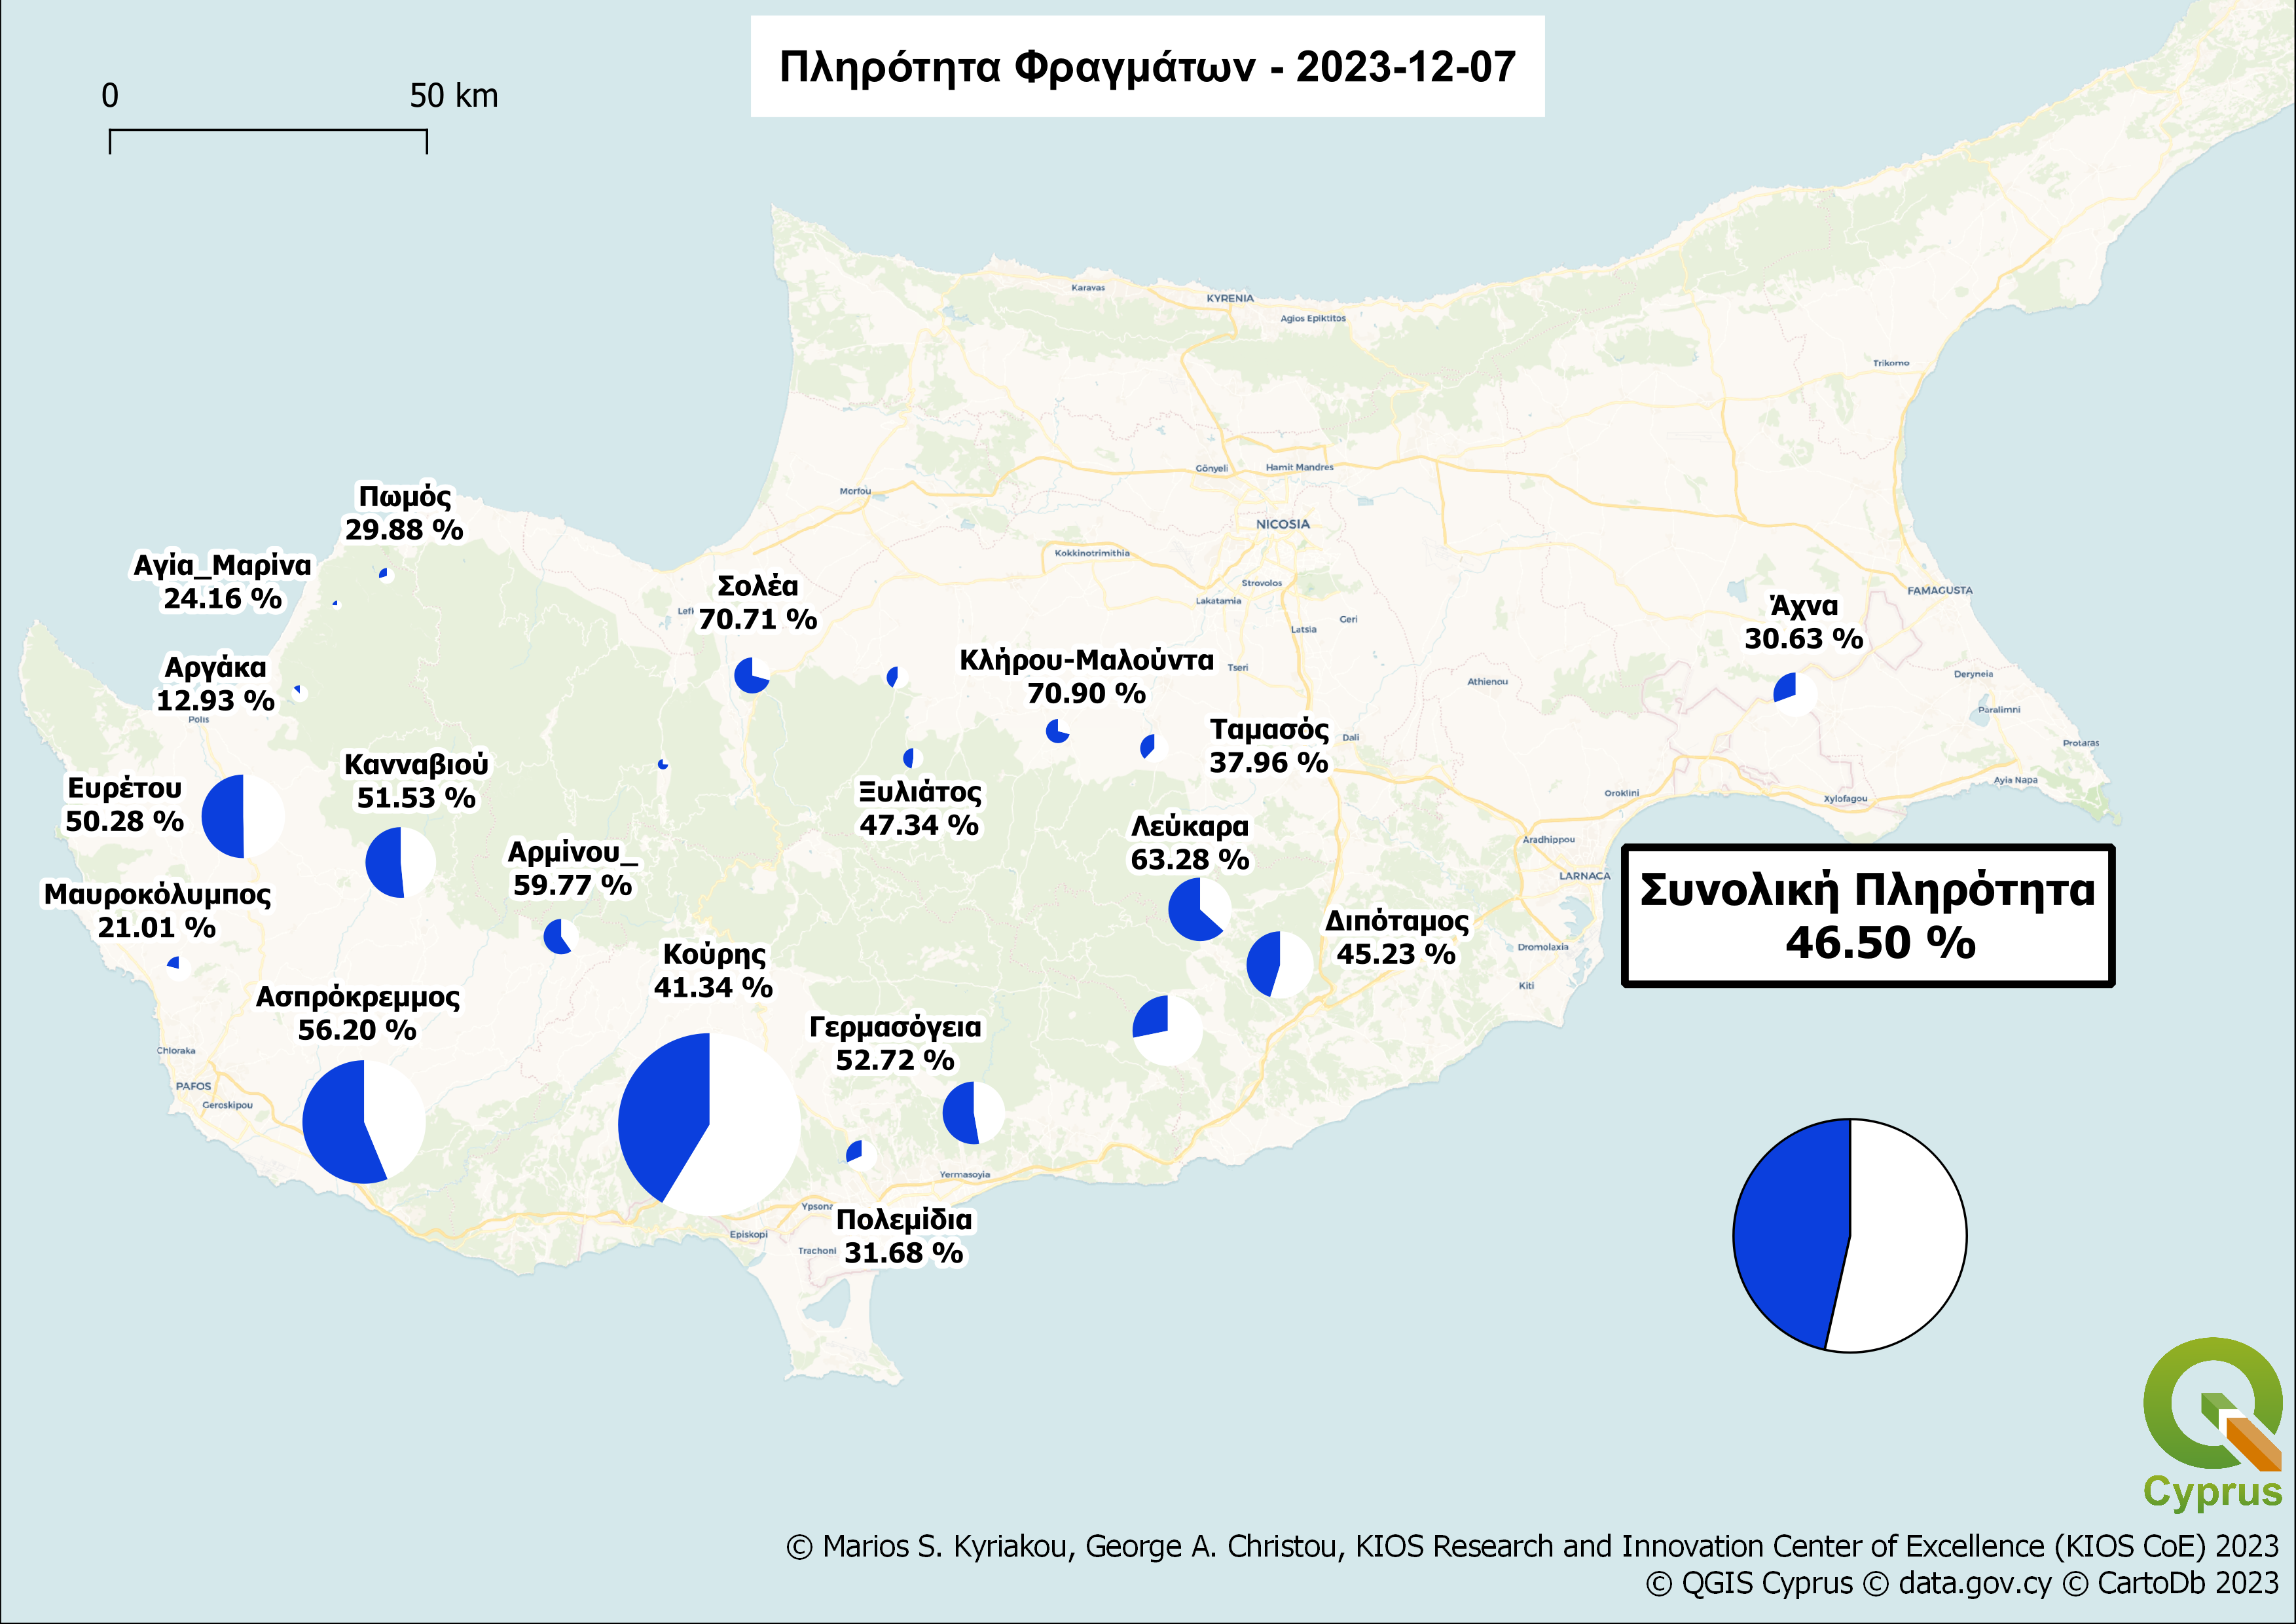 Πληρότητα Φραγμάτων - 2023-12-07
0 50 km
Karavas
KYRENIA
Agios Epiktitos
Trikomo
Gönyeli
Hamit Mandres
Morfou
NICOSIA
Kokkinotrimithia
Strovolos
Lakatamia
Latsia
Geri
Tseri
Athienou
Dali
FAMAGUSTA
Deryneia
Paralimni
Protaras
Ayia Napa
Xylofagou
Oroklini
Aradhippou
LARNACA
Dromolaxia
Kiti
Polis
Chloraka
PAFOS
Geroskipou
Episkopi
Trachoni
Yermasoyia
Πωμός
29.88 %
Αγία_Μαρίνα
24.16 %
Αργάκα
12.93 %
Σολέα
70.71 %
Κλήρου-Μαλούντα
70.90 %
Άχνα
30.63 %
Ταμασός
37.96 %
Ευρέτου
50.28 %
Κανναβιού
51.53 %
Ξυλιάτος
47.34 %
Λεύκαρα
63.28 %
Αρμίνου_
59.77 %
Μαυροκόλυμπος
21.01 %
Διπόταμος
45.23 %
Κούρης
41.34 %
Ασπρόκρεμμος
56.20 %
Γερμασόγεια
52.72 %
Πολεμίδια
31.68 %
Συνολική Πληρότητα
46.50 %
Cyprus
© Marios S. Kyriakou, George A. Christou, KIOS Research and Innovation Center of Excellence (KIOS CoE) 2023
© QGIS Cyprus © data.gov.cy © CartoDb 2023